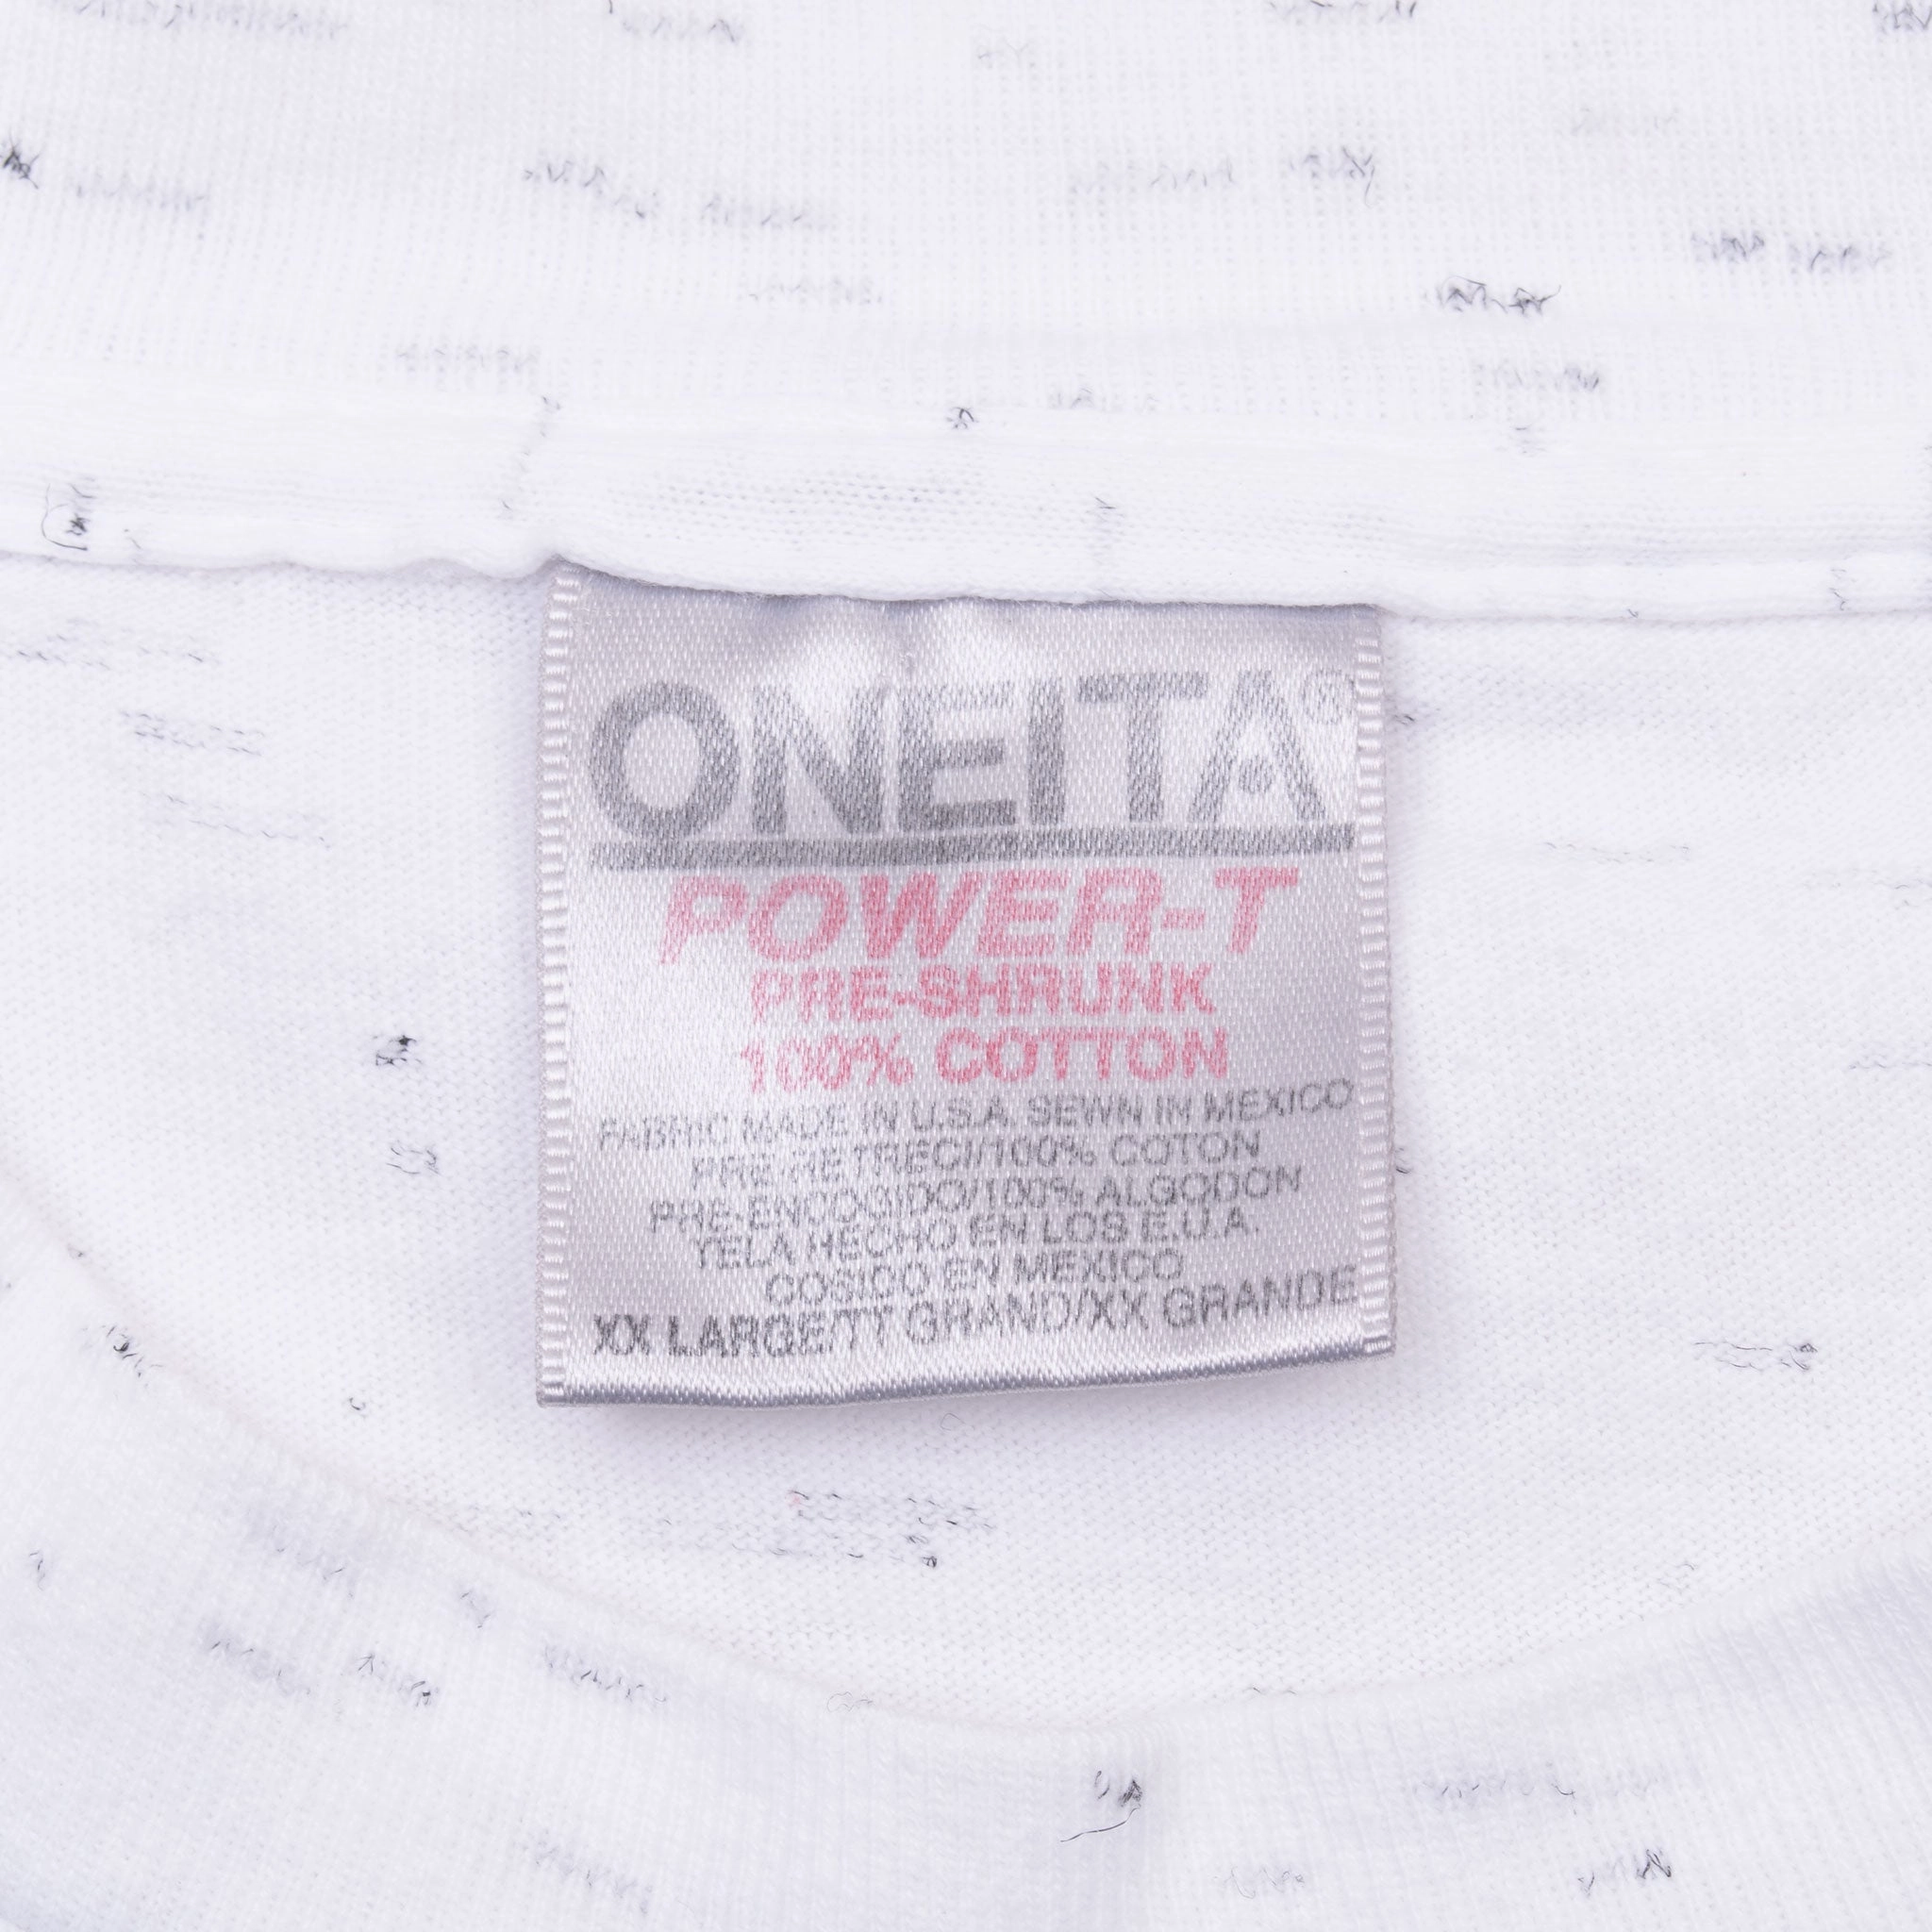 ONEITA®
POWER-T
PRE-SHRUNK
100% COTTON
FABRIC MADE IN U.S.A. SEWN IN MEXICO
PRE-RETRECI/100% COTON
PRE-ENCOGIDO/100% ALGODON
TELA HECHO EN LOS E.U.A.
COSICO EN MEXICO
XX LARGE/TT GRAND/XX GRANDE